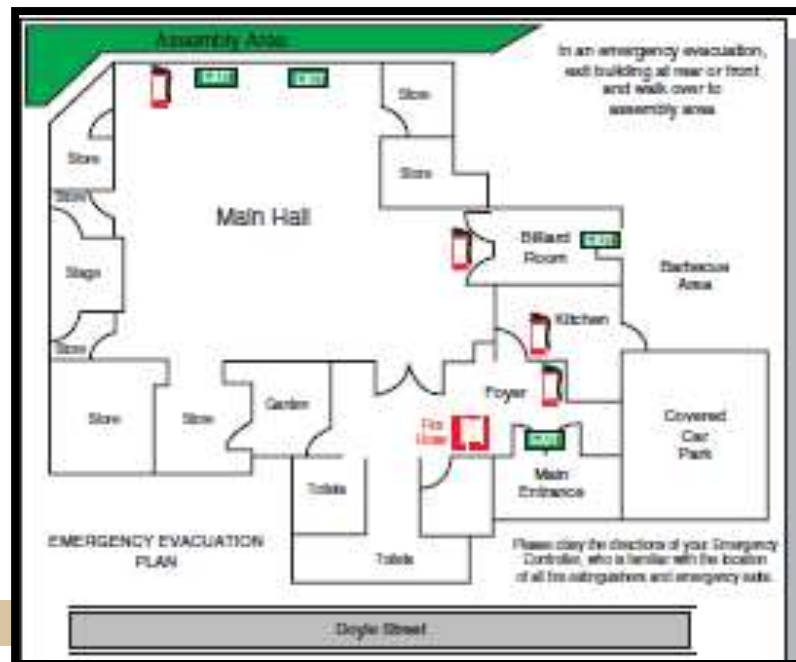 Assembly Area
In an emergency evacuation,
exit building at rear or front
and walk over to
assembly area
EXIT
EXIT
Store
Store
Store
Store
Main Hall
Billiard
Room
EXIT
Barbecue
Area
Stage
Kitchen
Store
Foyer
Store
Store
Fire
Hose
EXIT
Covered
Car
Park
Main
Entrance
Toilets
Toilets
EMERGENCY EVACUATION
PLAN
Please obey the directions of your Emergency
Controller, who is familiar with the location
of all fire extinguishers and emergency exits.
Doyle Street